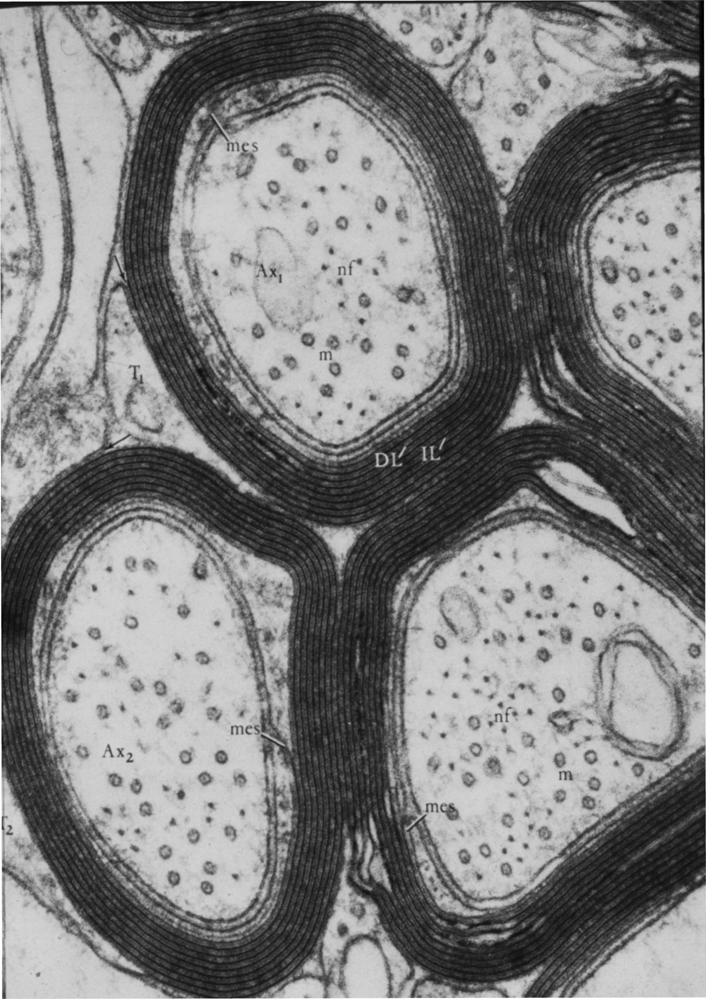 mes
Ax₁
nf
m
T₁
DL′ IL′
nf
mes
Ax₂
m
mes